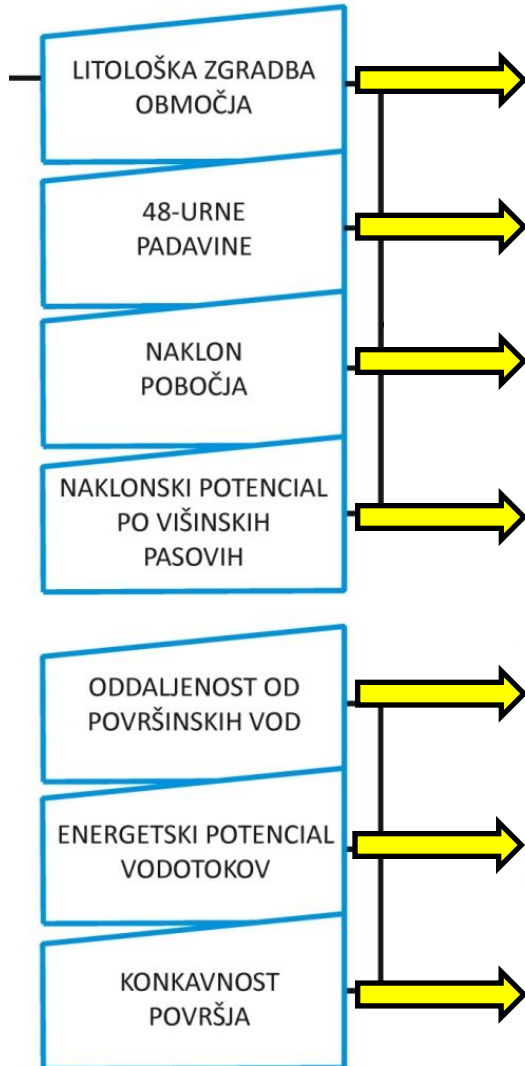 LITOLOŠKA ZGRADBA
OBMOČJA
48-URNE
PADAVINE
NAKLON
POBOČJA
NAKLONSKI POTENCIAL
PO VIŠINSKIH
PASOVIH
ODDALJENOST OD
POVRŠINSKIH VOD
ENERGETSKI POTENCIAL
VODOTOKOV
KONKAVNOST
POVRŠJA